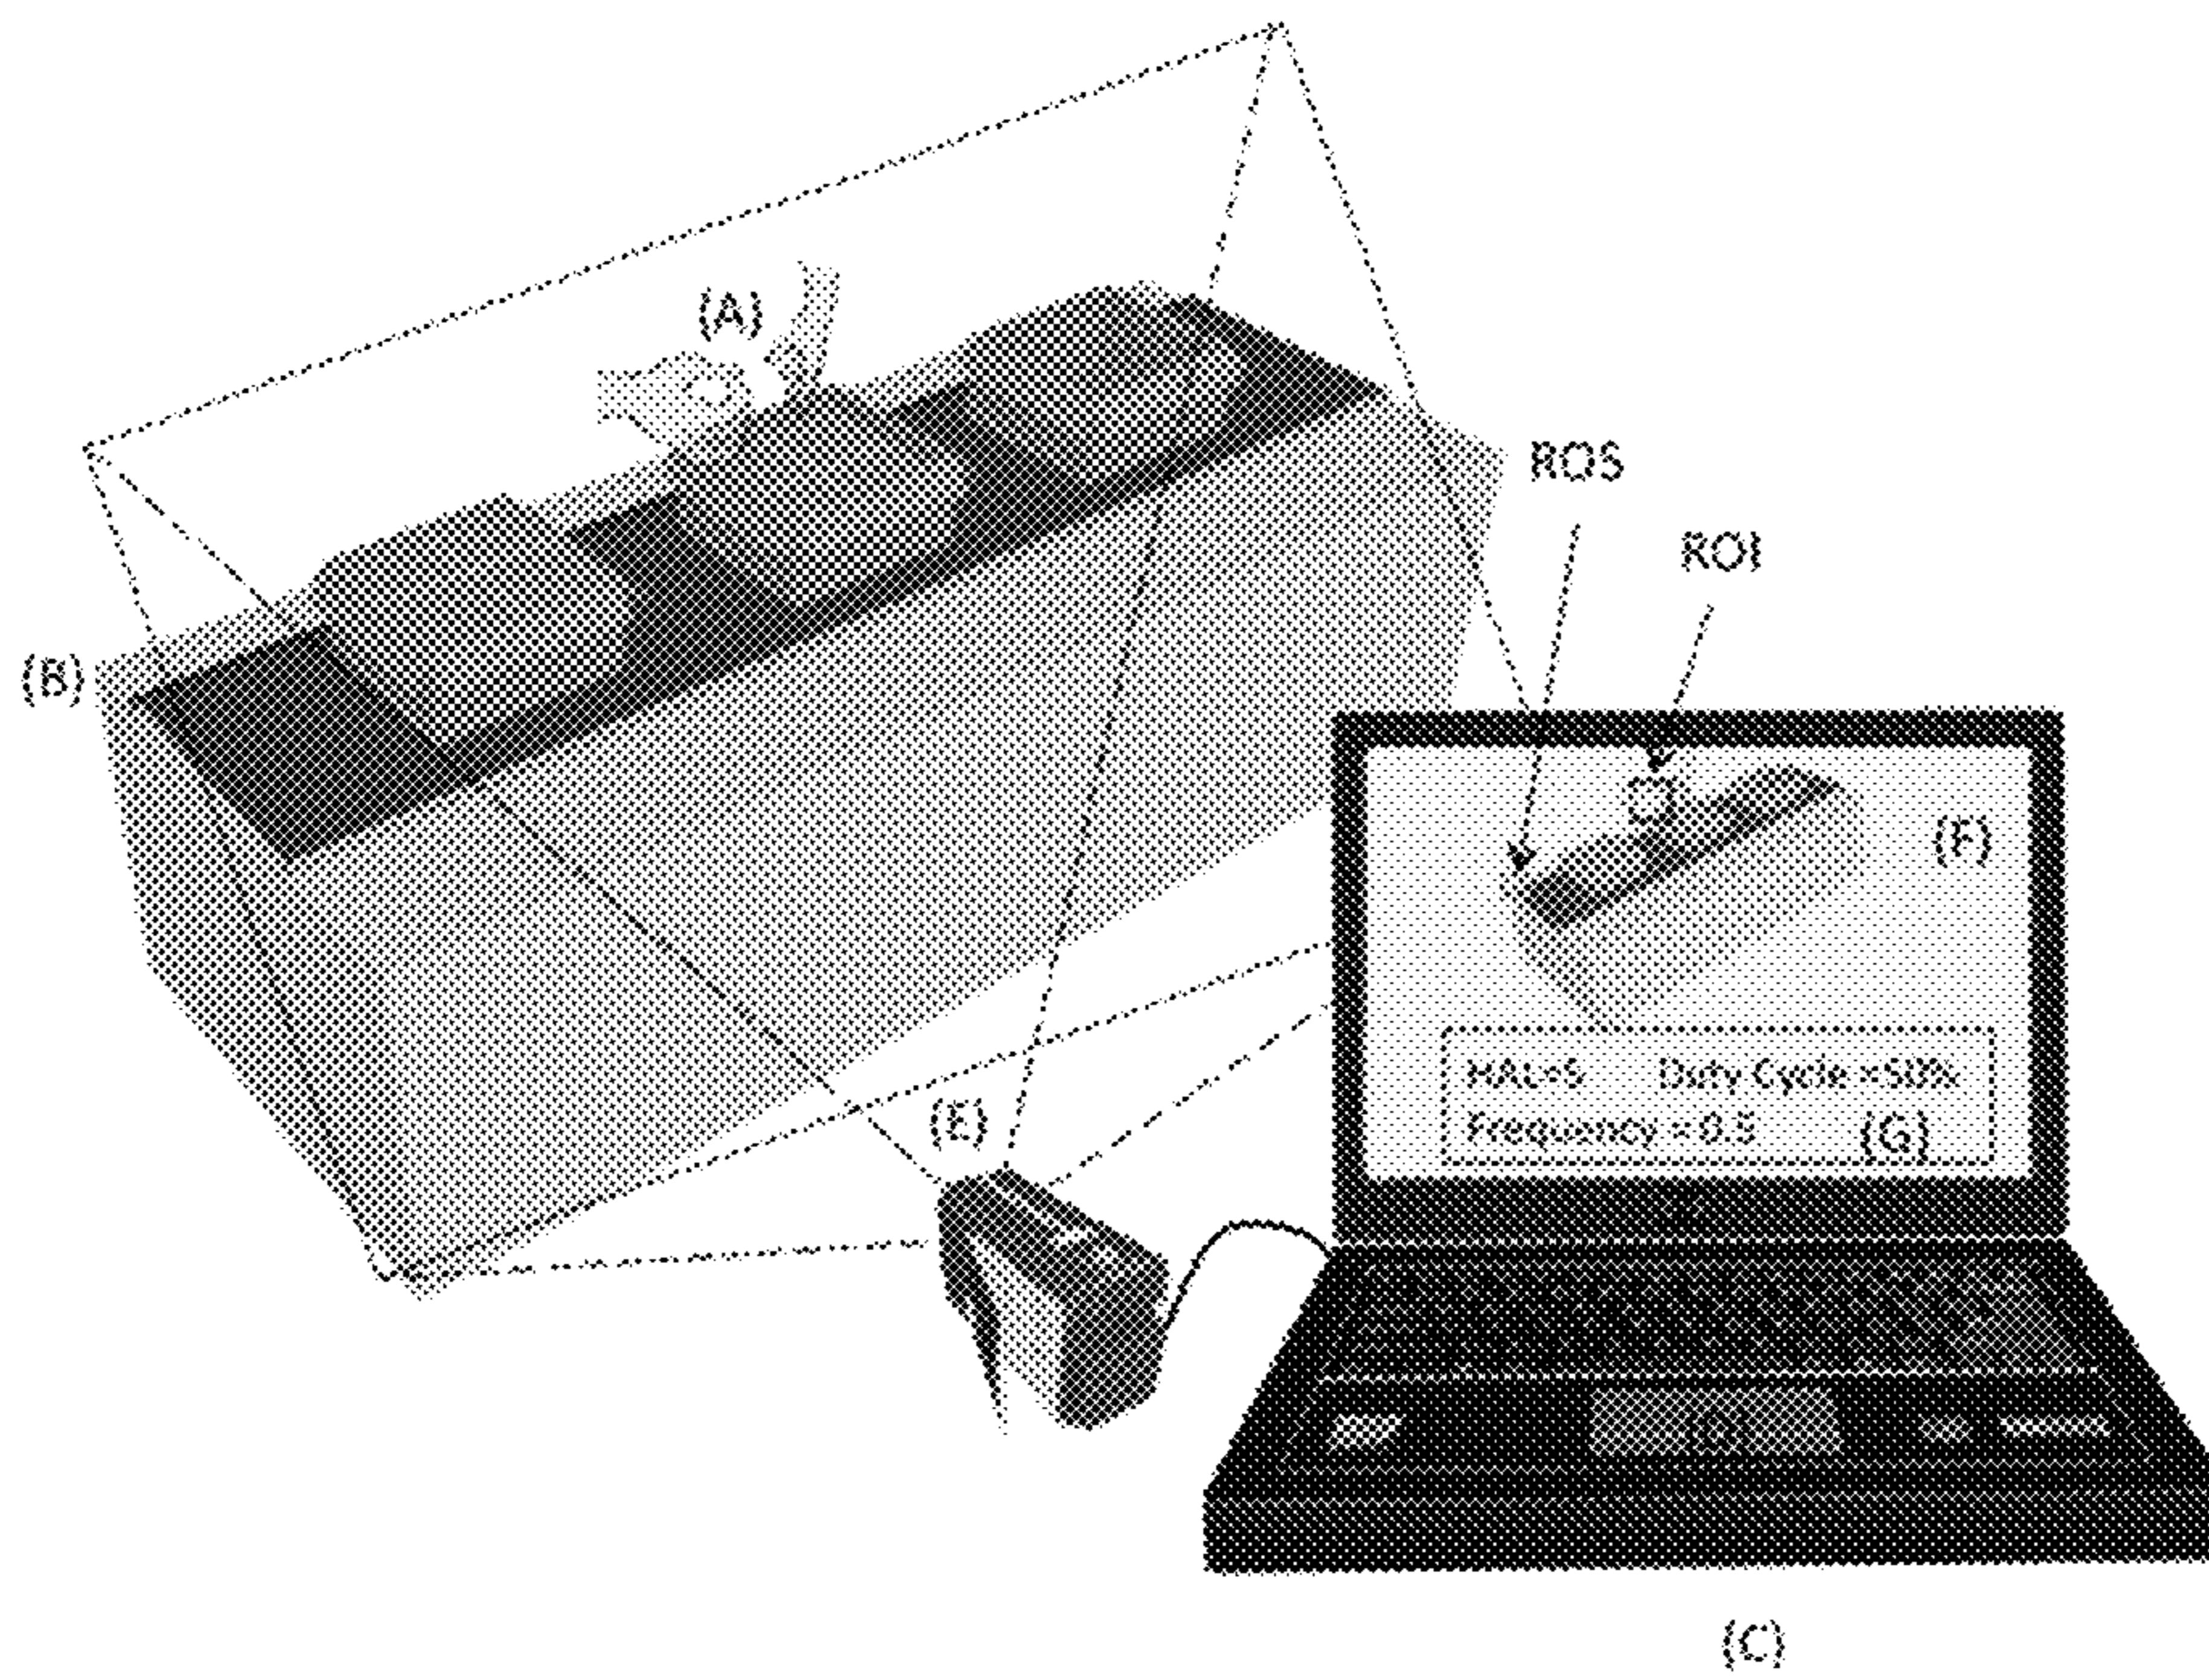 (A)
ROS
ROI
(B)
(F)
(E)
HAL=5 Duty Cycle = 50%
Frequency = 0.5 (G)
(C)